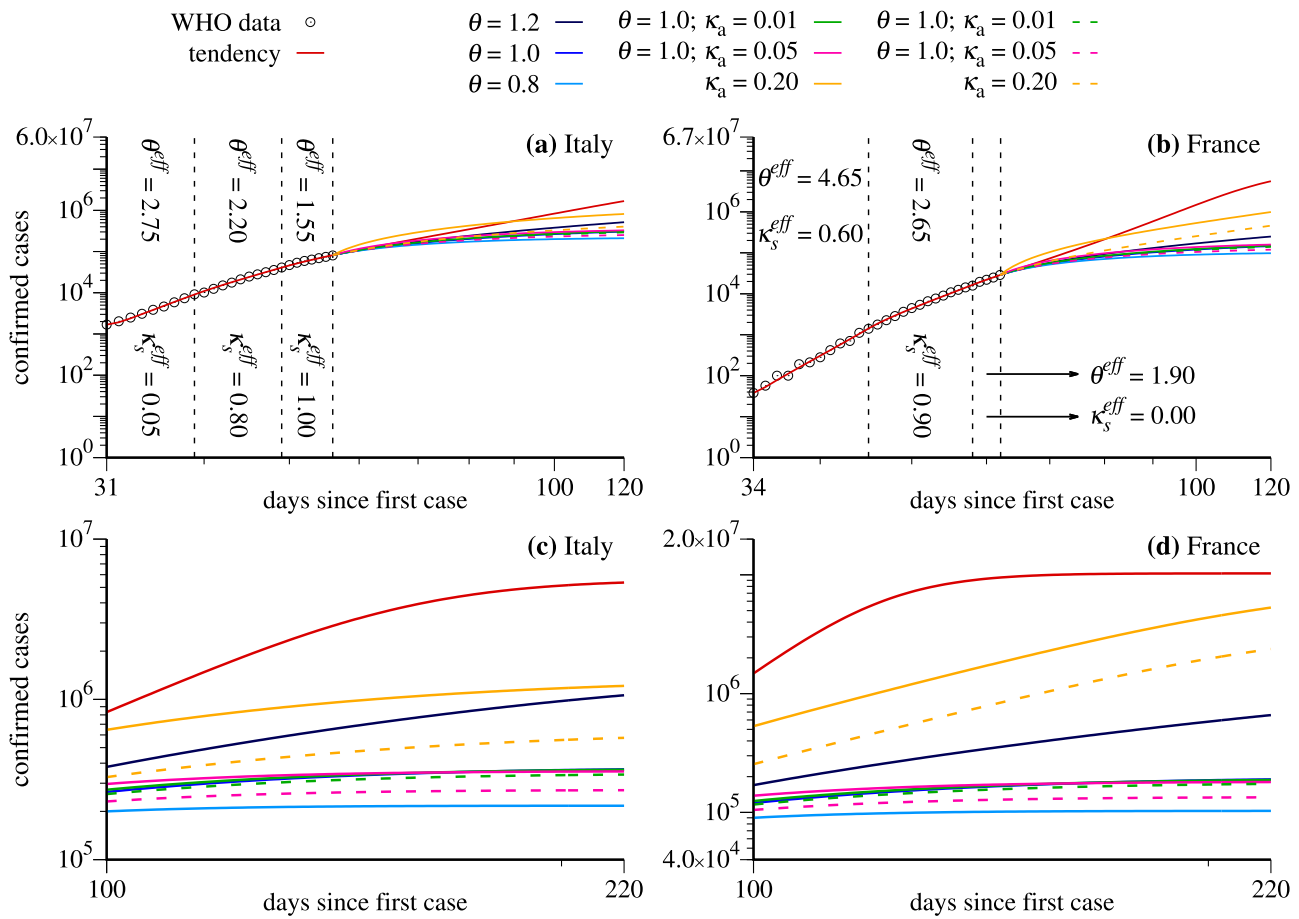 WHO data
tendency
θ = 1.2
θ = 1.0
θ = 0.8
θ = 1.0; κa = 0.01
θ = 1.0; κa = 0.05
κa = 0.20
θ = 1.0; κa = 0.01
θ = 1.0; κa = 0.05
κa = 0.20
(a) Italy
confirmed cases
6.0×10^7
10^6
10^4
10^2
10^0
θ^eff = 2.75
θ^eff = 2.20
θ^eff = 1.55
κs^eff = 0.05
κs^eff = 0.80
κs^eff = 1.00
31
100
120
days since first case
(b) France
6.7×10^7
10^6
10^4
10^2
10^0
θ^eff = 4.65
κs^eff = 0.60
θ^eff = 2.65
κs^eff = 0.90
θ^eff = 1.90
κs^eff = 0.00
34
100
120
days since first case
(c) Italy
confirmed cases
10^7
10^6
10^5
100
220
days since first case
(d) France
2.0×10^7
10^6
10^5
4.0×10^4
100
220
days since first case